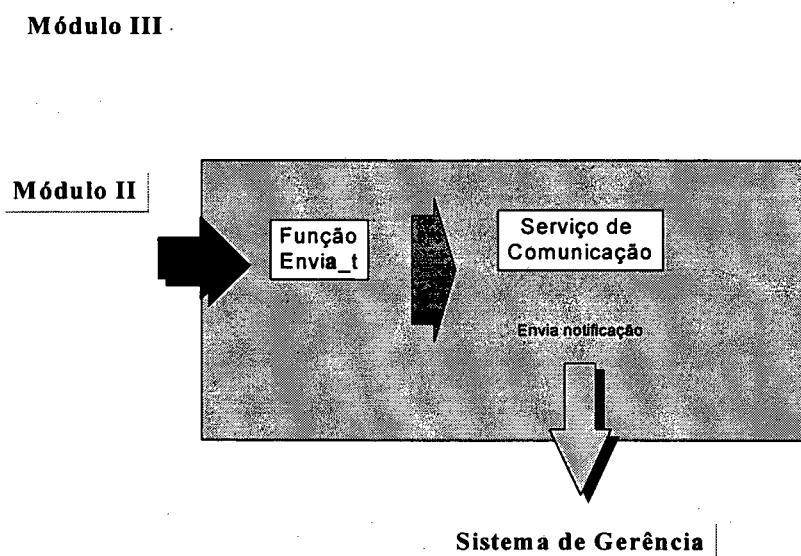 Módulo III
Módulo II
Função
Envia_t
Serviço de
Comunicação
Envia notificação
Sistema de Gerência